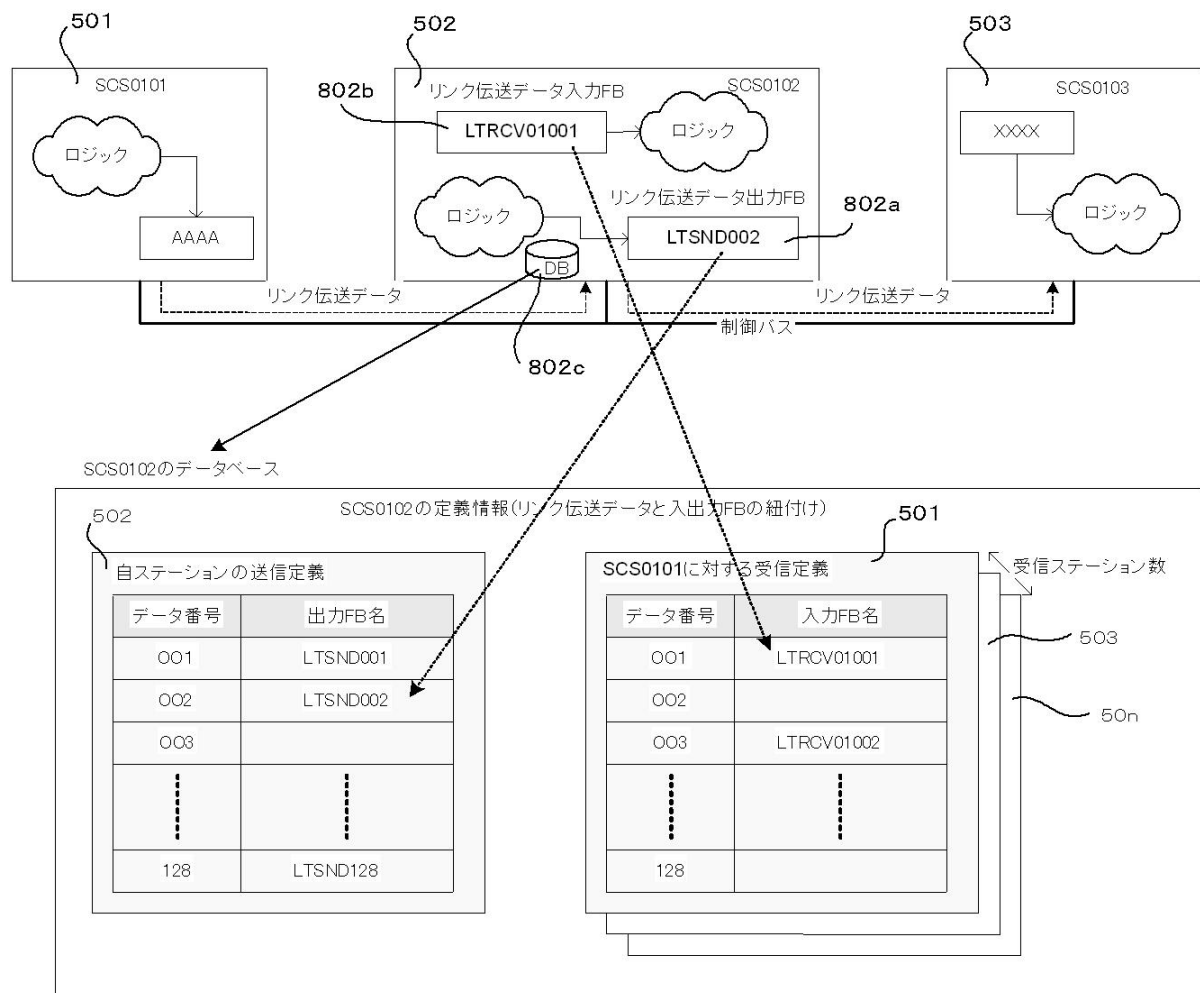 501
502
503
SCS0101
ロジック
AAAA
リンク伝送データ入力FB
SCS0102
802b
LTRCV01001
ロジック
ロジック
リンク伝送データ出力FB
802a
LTSND002
DB
SCS0103
XXXX
ロジック
リンク伝送データ
リンク伝送データ
制御バス
802c
SCS0102のデータベース
SCS0102の定義情報(リンク伝送データと入出力FBの紐付け)
502
自ステーションの送信定義
データ番号 出力FB名
001 LTSND001
002 LTSND002
003
128 LTSND128
501
SCS0101に対する受信定義
データ番号 入力FB名
001 LTRCV01001
002
003 LTRCV01002
128
受信ステーション数
503
50n